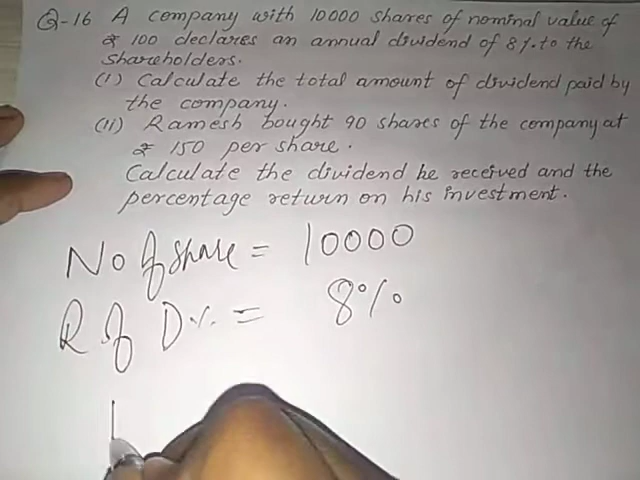 Q-16 A company with 10000 shares of nominal value of
₹ 100 declares an annual dividend of 8%. to the
shareholders.
(I) Calculate the total amount of dividend paid by
the company.
(II) Ramesh bought 90 shares of the company at
₹ 150 per share.
Calculate the dividend he received and the
percentage return on his investment.
No of share = 10000
R of D% = 8%